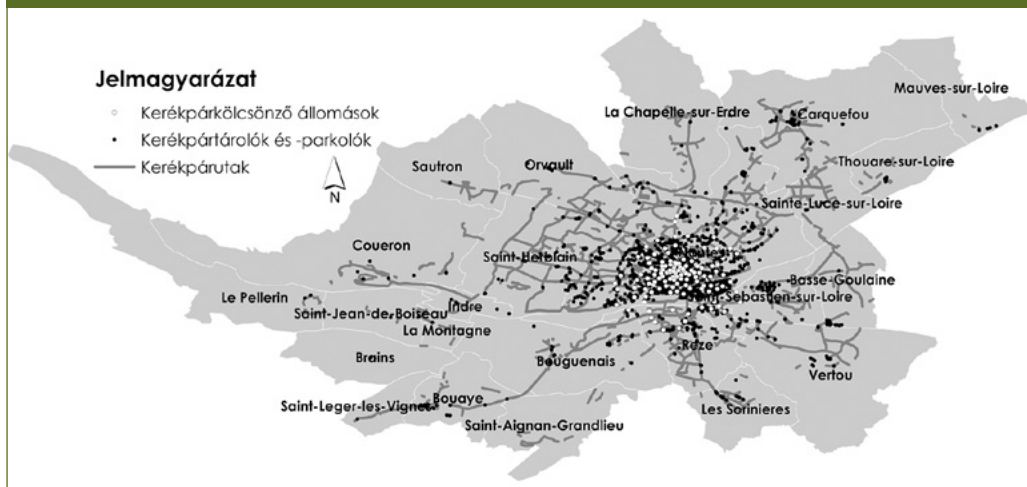 Jelmagyarázat
Kerékpárkölcsönző állomások
Kerékpártárolók és -parkolók
Kerékpárutak
N
Mauves-sur-Loire
La Chapelle-sur-Erdre
Carquefou
Thouare-sur-Loire
Sautron
Orvault
Sainte-Luce-sur-Loire
Coueron
Saint-Herblain
Nantes
Basse-Goulaine
Le Pellerin
Saint-Sebastien-sur-Loire
Indre
Saint-Jean-de-Boiseau
La Montagne
Reze
Brains
Bouguenais
Vertou
Bouaye
Saint-Leger-les-Vignes
Les Sorinieres
Saint-Aignan-Grandlieu